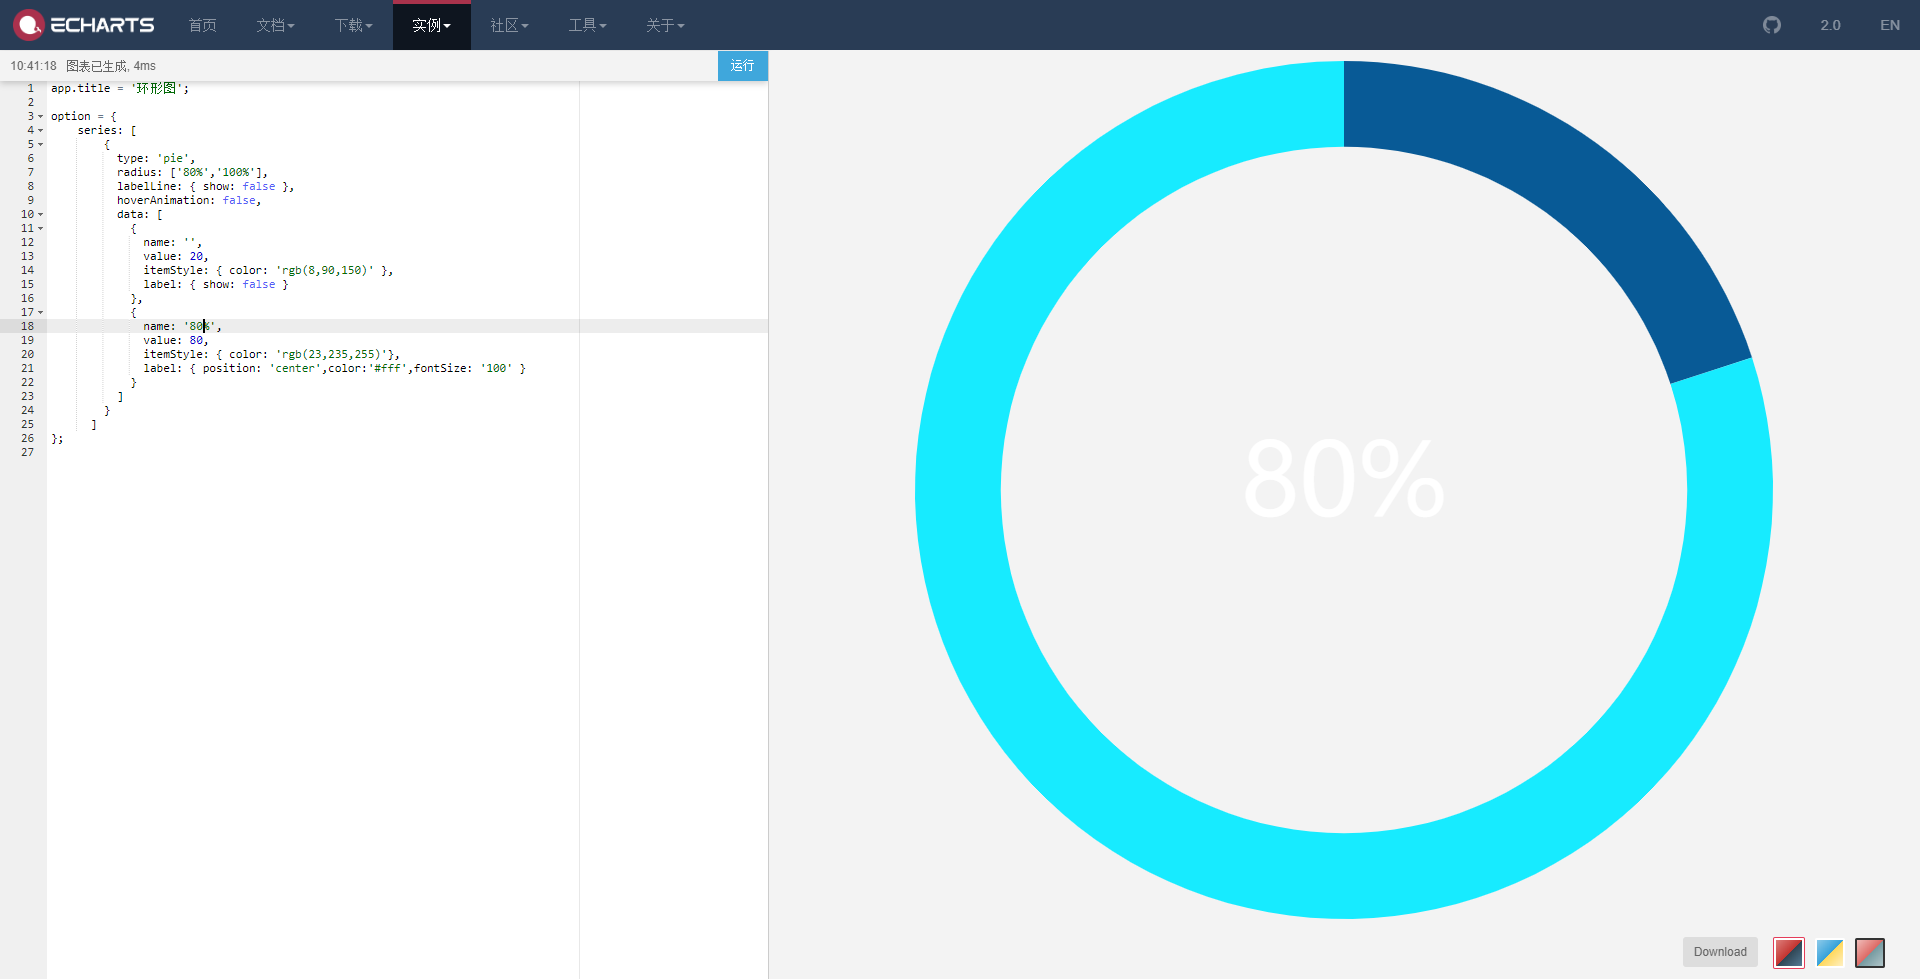 ECHARTS 首页 文档 下载 实例 社区 工具 关于 2.0 EN
10:41:18 图表已生成, 4ms 运行
1 app.title = '环形图';
2
3 option = {
4 series: [
5 {
6 type: 'pie',
7 radius: ['80%','100%'],
8 labelLine: { show: false },
9 hoverAnimation: false,
10 data: [
11 {
12 name: '',
13 value: 20,
14 itemStyle: { color: 'rgb(8,90,150)' },
15 label: { show: false }
16 },
17 {
18 name: '80%',
19 value: 80,
20 itemStyle: { color: 'rgb(23,235,255)'},
21 label: { position: 'center',color:'#fff',fontSize: '100' }
22 }
23 ]
24 }
25 ]
26 };
27
80%
Download